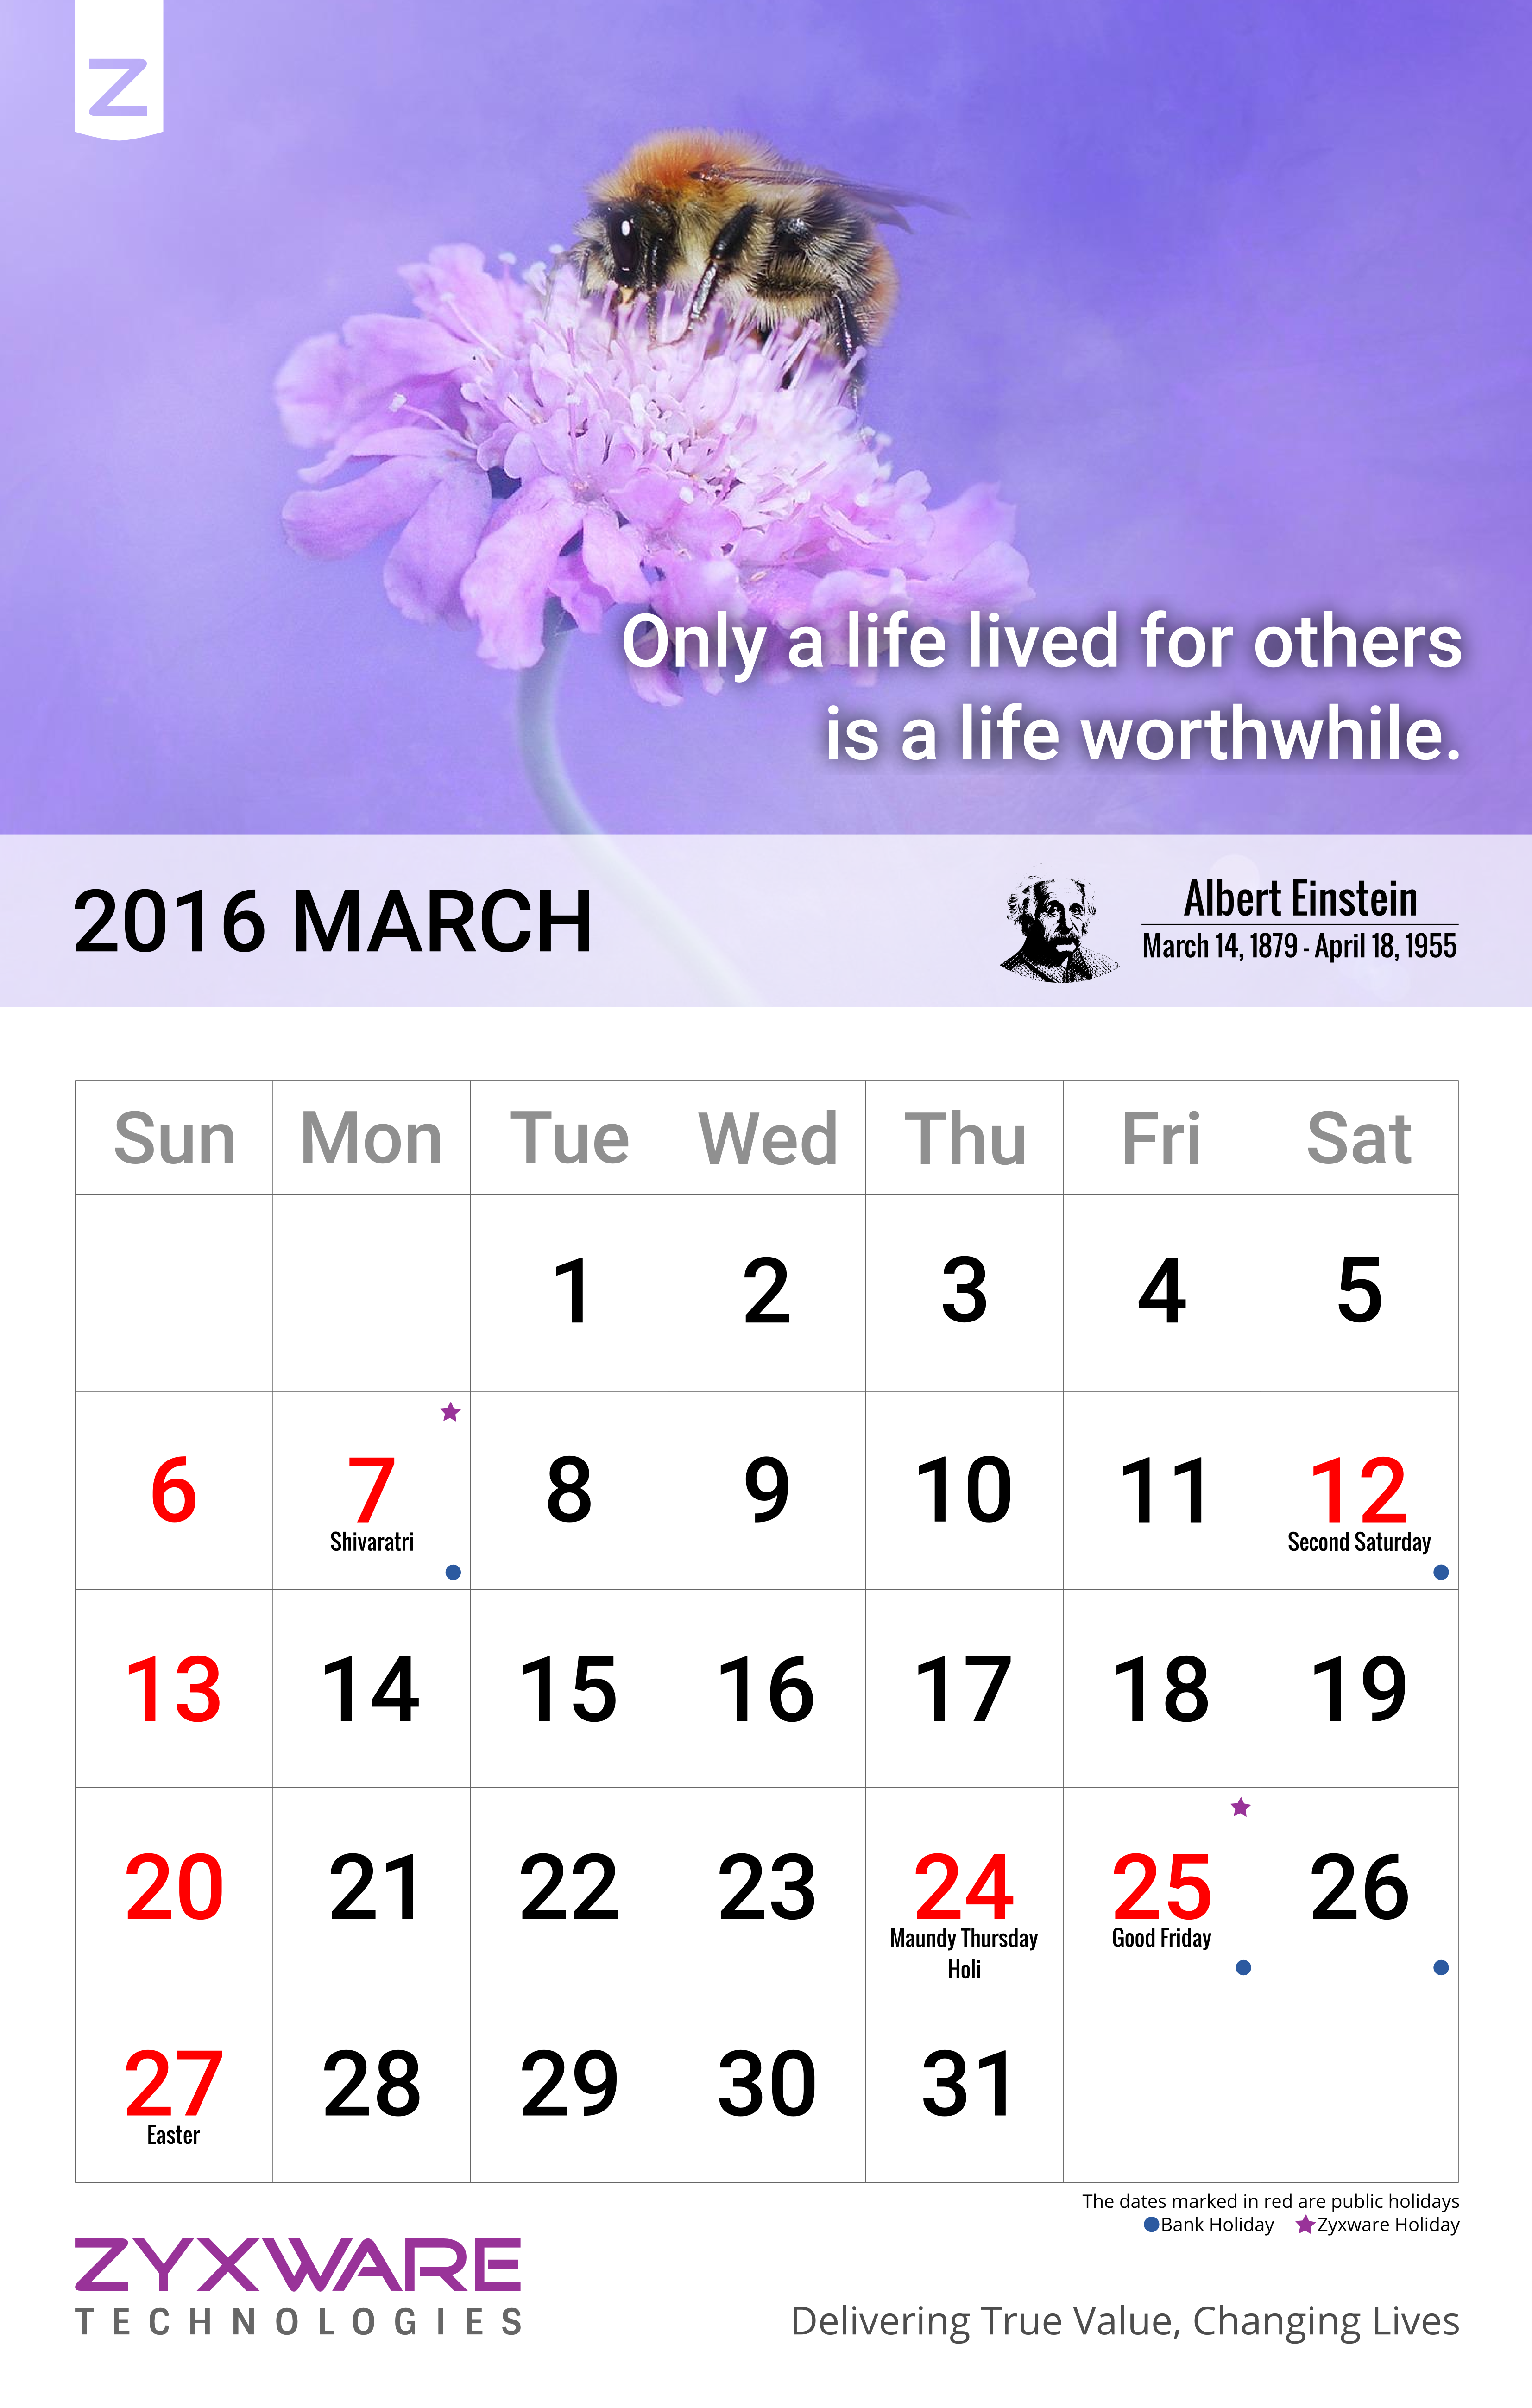 Z
Only a life lived for others
is a life worthwhile.
2016 MARCH
Albert Einstein
March 14, 1879 - April 18, 1955
Sun Mon Tue Wed Thu Fri Sat
1 2 3 4 5
6 7 8 9 10 11 12
Shivaratri Second Saturday
13 14 15 16 17 18 19
20 21 22 23 24 25 26
Maundy Thursday Good Friday
Holi
27 28 29 30 31
Easter
The dates marked in red are public holidays
Bank Holiday Zyxware Holiday
ZYXWARE
TECHNOLOGIES
Delivering True Value, Changing Lives